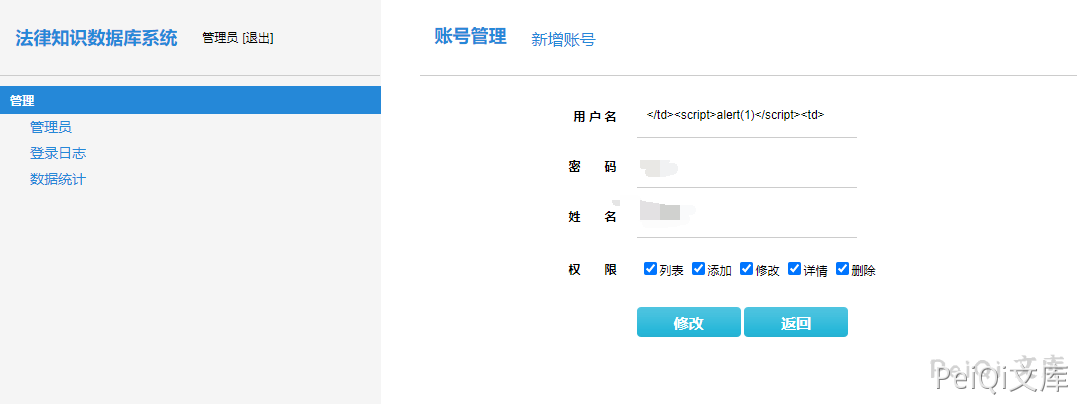 法律知识数据库系统 管理员 [退出]
管理
管理员
登录日志
数据统计
账号管理 新增账号
用 户 名 </td><script>alert(1)</script><td>
密 码
姓 名
权 限 列表 添加 修改 详情 删除
修改 返回
PeiQi 文库
PeiQi文库